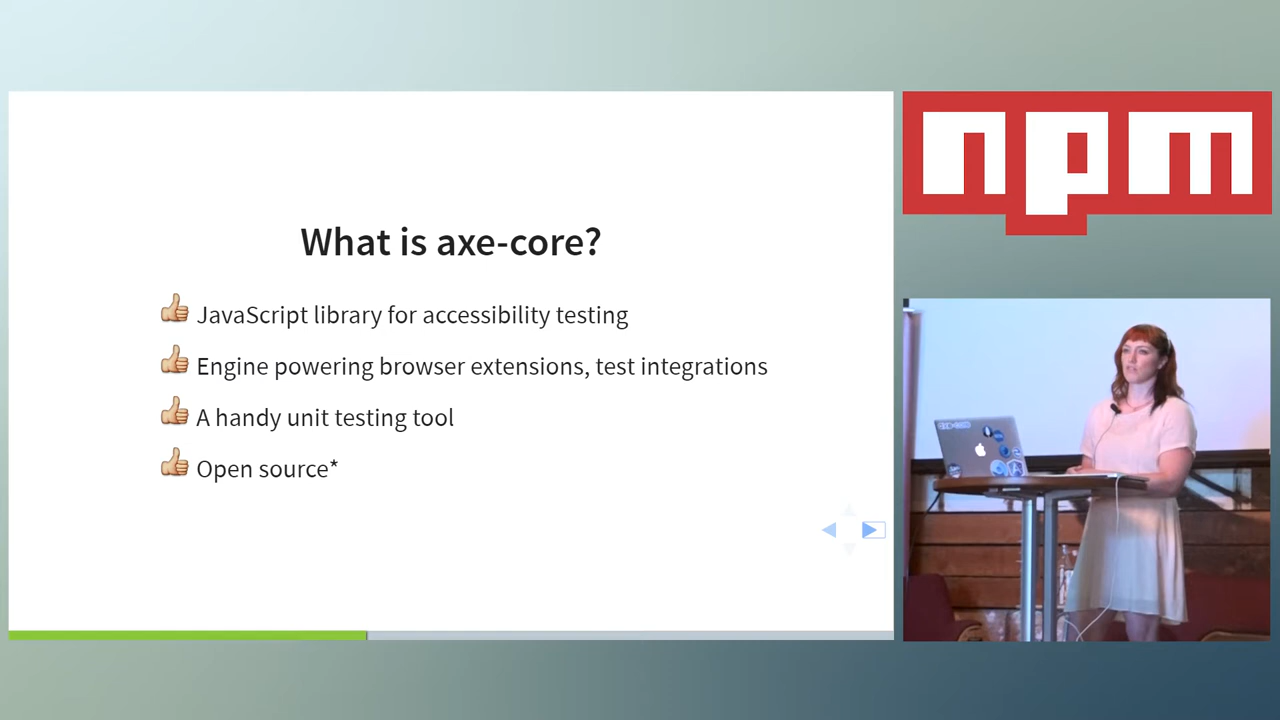 What is axe-core?
JavaScript library for accessibility testing
Engine powering browser extensions, test integrations
A handy unit testing tool
Open source*
npm